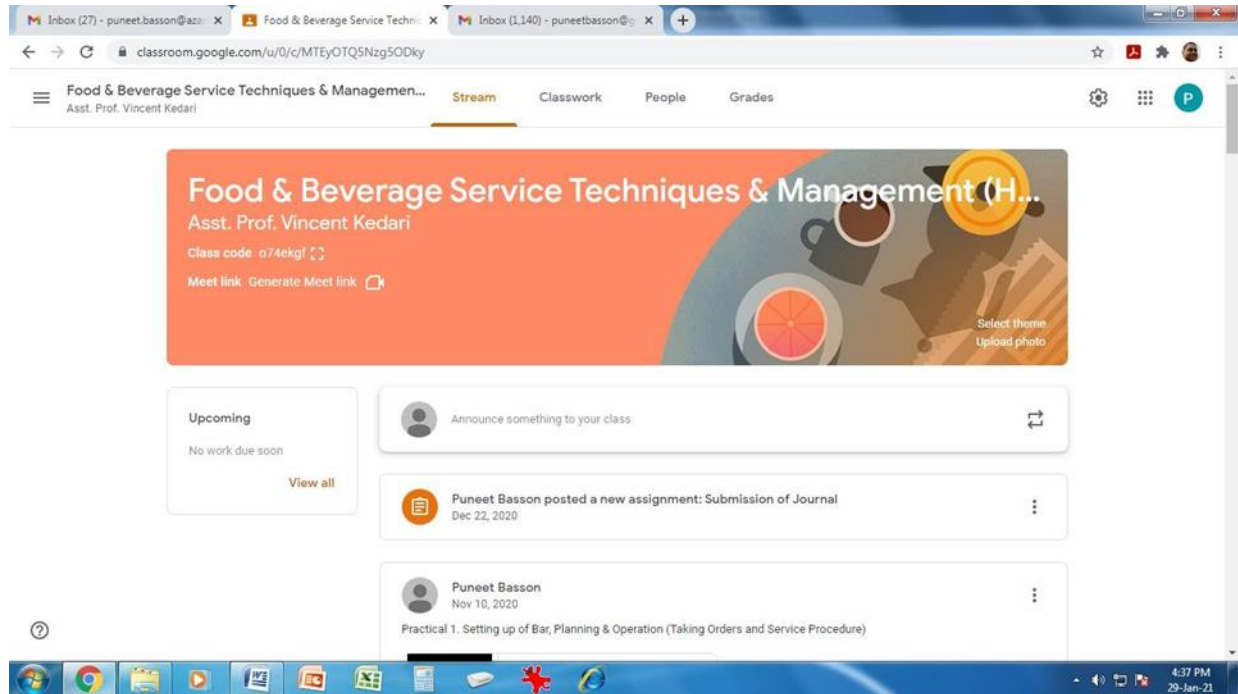 Inbox (27) - puneet.basson@aza
Food & Beverage Service Techni
Inbox (1,140) - puneetbasson@g
classroom.google.com/u/0/c/MTEyOTQ5Nzg5ODky
Food & Beverage Service Techniques & Managemen...
Asst. Prof. Vincent Kedari
Stream
Classwork
People
Grades
P
Food & Beverage Service Techniques & Management (H...
Asst. Prof. Vincent Kedari
Class code o74ekgf
Meet link Generate Meet link
Select theme
Upload photo
Upcoming
No work due soon
View all
Announce something to your class
Puneet Basson posted a new assignment: Submission of Journal
Dec 22, 2020
Puneet Basson
Nov 10, 2020
Practical 1. Setting up of Bar, Planning & Operation (Taking Orders and Service Procedure)
4:37 PM
29-Jan-21